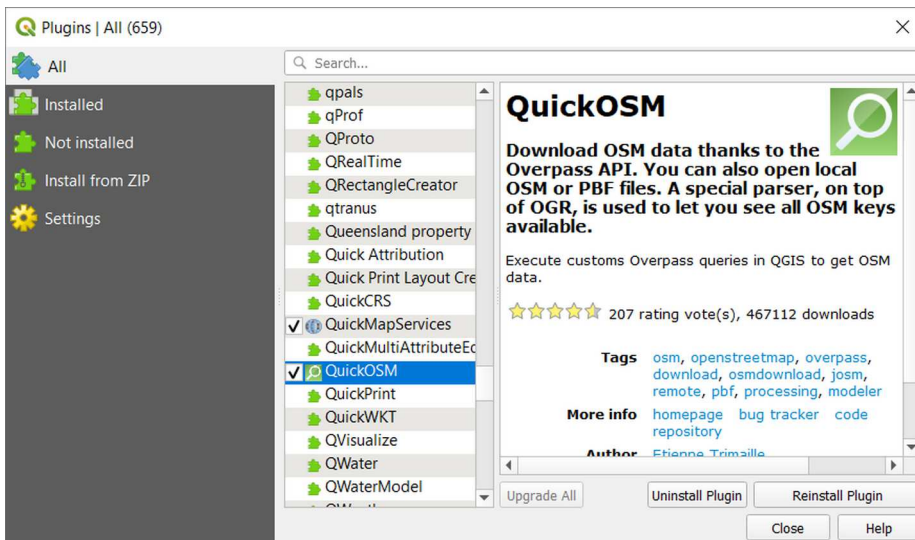 Plugins | All (659)
All
Installed
Not installed
Install from ZIP
Settings
Search...
qpals
qProf
QProto
QRealTime
QRectangleCreator
qtranus
Queensland property
Quick Attribution
Quick Print Layout Cre
QuickCRS
QuickMapServices
QuickMultiAttributeEc
QuickOSM
QuickPrint
QuickWKT
QVisualize
QWater
QWaterModel
QuickOSM
Download OSM data thanks to the
Overpass API. You can also open local
OSM or PBF files. A special parser, on top
of OGR, is used to let you see all OSM keys
available.
Execute customs Overpass queries in QGIS to get OSM
data.
207 rating vote(s), 467112 downloads
Tags osm, openstreetmap, overpass,
download, osmdownload, josm,
remote, pbf, processing, modeler
More info homepage bug tracker code
repository
Author Etienne Trimaille
Upgrade All Uninstall Plugin Reinstall Plugin
Close Help